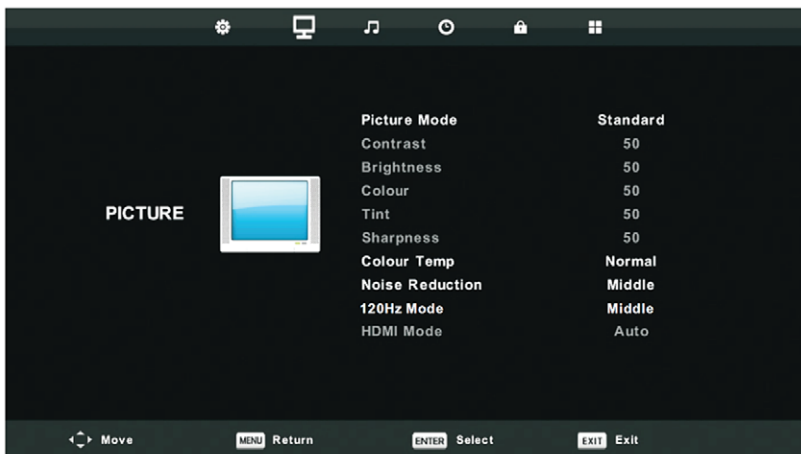 Picture Mode Standard
Contrast 50
Brightness 50
Colour 50
PICTURE
Tint 50
Sharpness 50
Colour Temp Normal
Noise Reduction Middle
120Hz Mode Middle
HDMI Mode Auto
Move MENU Return ENTER Select EXIT Exit